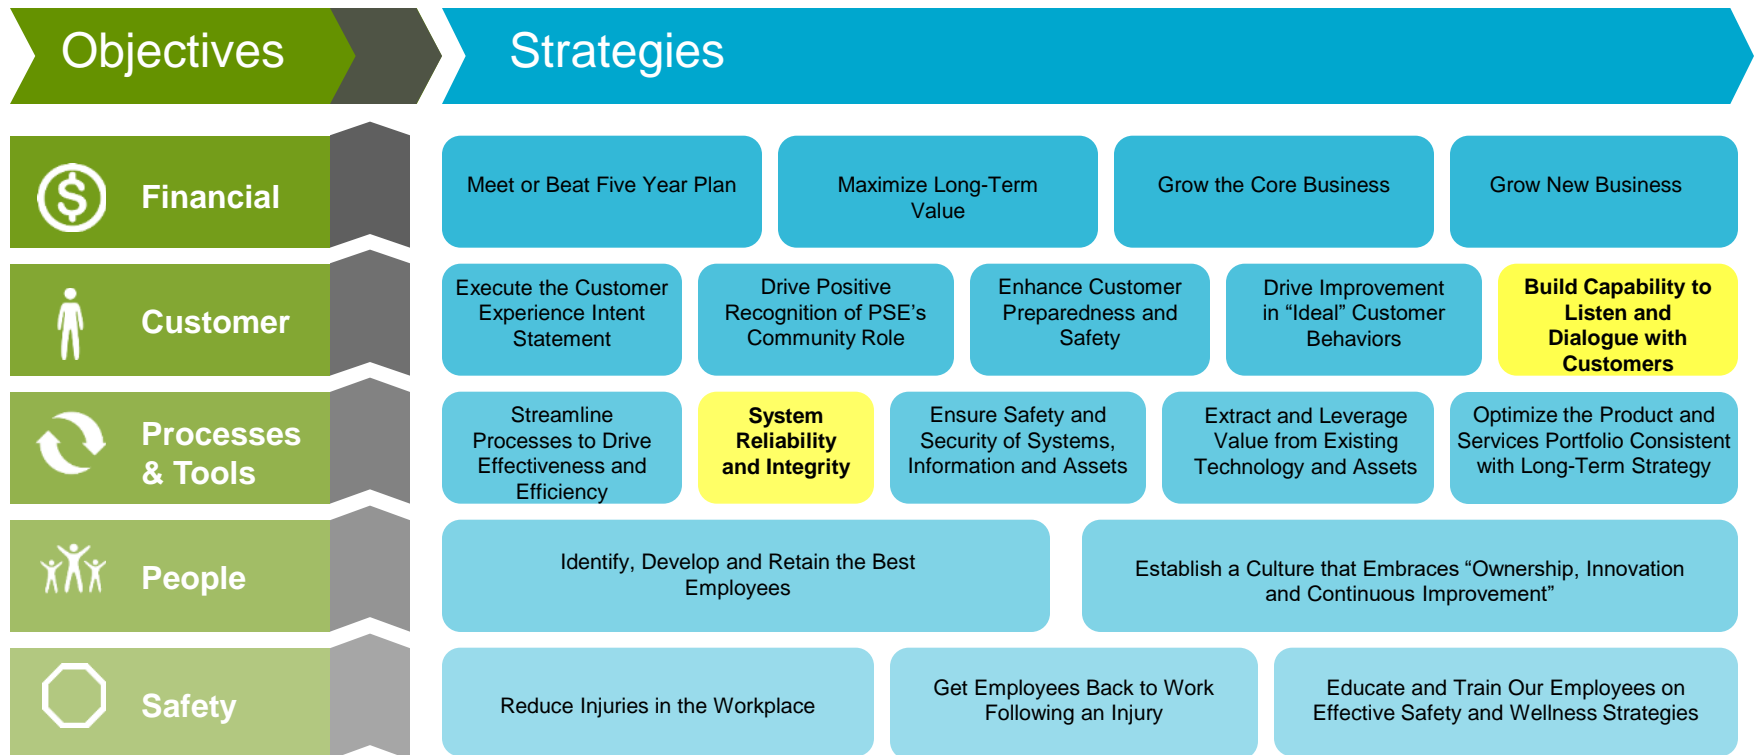 Objectives
Strategies
Financial
Meet or Beat Five Year Plan
Maximize Long-Term
Value
Grow the Core Business
Grow New Business
Customer
Execute the Customer
Experience Intent
Statement
Drive Positive
Recognition of PSE’s
Community Role
Enhance Customer
Preparedness and
Safety
Drive Improvement
in “Ideal” Customer
Behaviors
Build Capability to
Listen and
Dialogue with
Customers
Processes
& Tools
Streamline
Processes to Drive
Effectiveness and
Efficiency
System
Reliability
and Integrity
Ensure Safety and
Security of Systems,
Information and Assets
Extract and Leverage
Value from Existing
Technology and Assets
Optimize the Product and
Services Portfolio Consistent
with Long-Term Strategy
People
Identify, Develop and Retain the Best
Employees
Establish a Culture that Embraces “Ownership, Innovation
and Continuous Improvement”
Safety
Reduce Injuries in the Workplace
Get Employees Back to Work
Following an Injury
Educate and Train Our Employees on
Effective Safety and Wellness Strategies